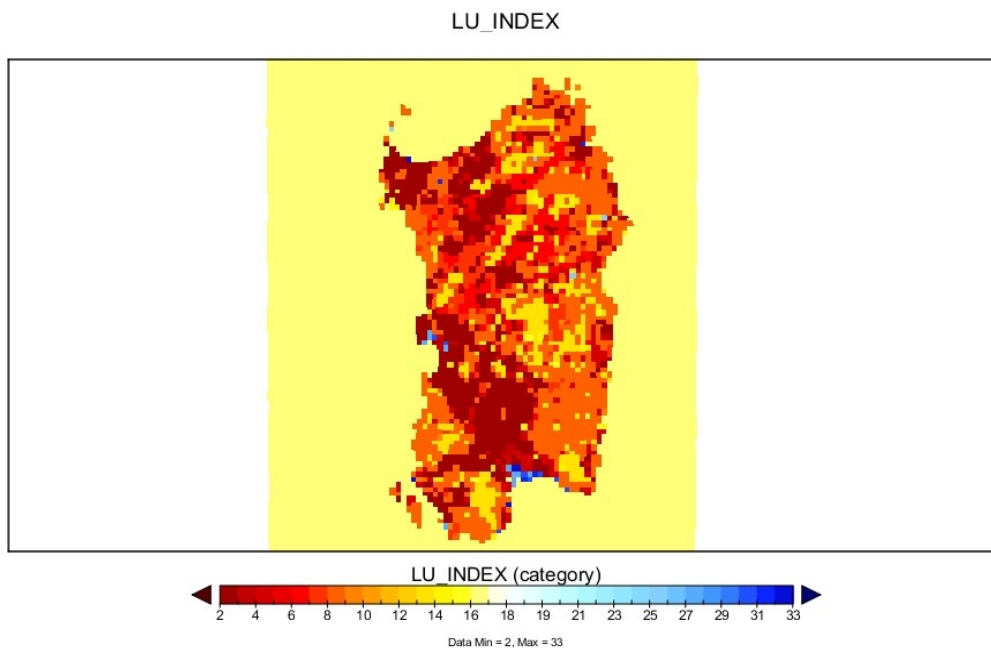 LU_INDEX
LU_INDEX (category)
2 4 6 8 10 12 14 16 17 19 21 23 25 27 29 31 33
Data Min = 2, Max = 33